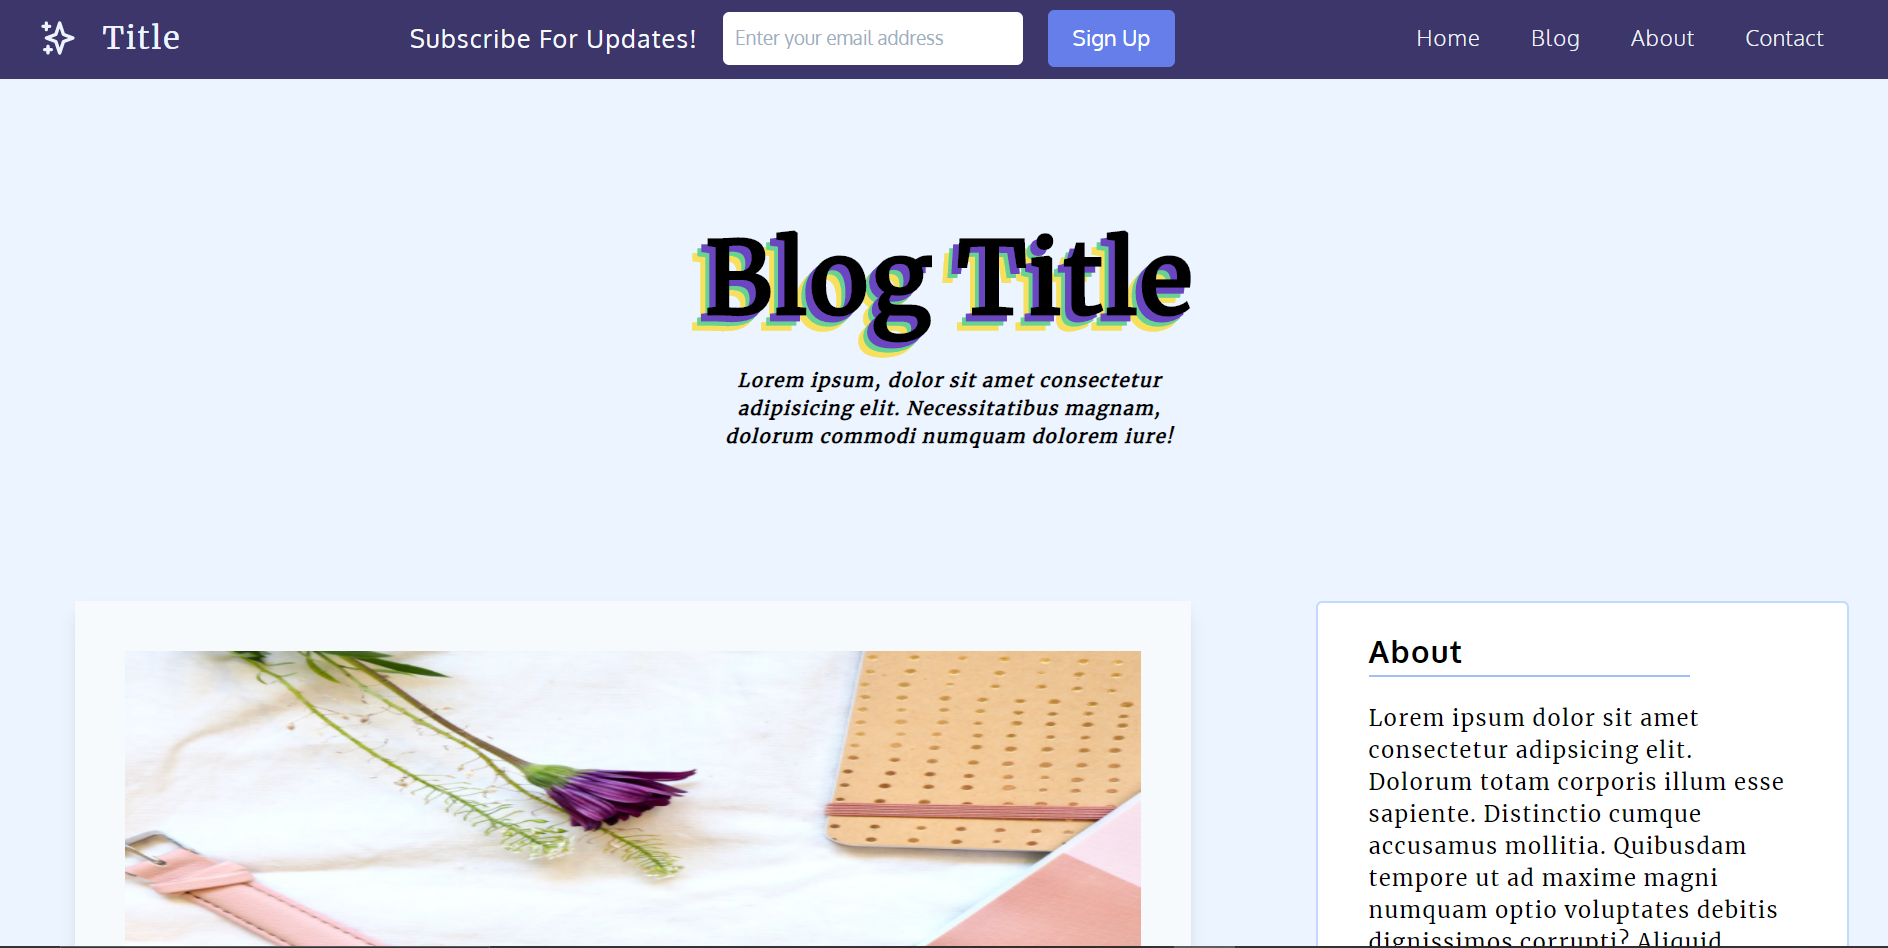 Title
Subscribe For Updates!
Enter your email address
Sign Up
Home
Blog
About
Contact
Blog Title
Lorem ipsum, dolor sit amet consectetur
adipisicing elit. Necessitatibus magnam,
dolorum commodi numquam dolorem iure!
About
Lorem ipsum dolor sit amet
consectetur adipsicing elit.
Dolorum totam corporis illum esse
sapiente. Distinctio cumque
accusamus mollitia. Quibusdam
tempore ut ad maxime magni
numquam optio voluptates debitis
dignissimos corrupti? Aliquid